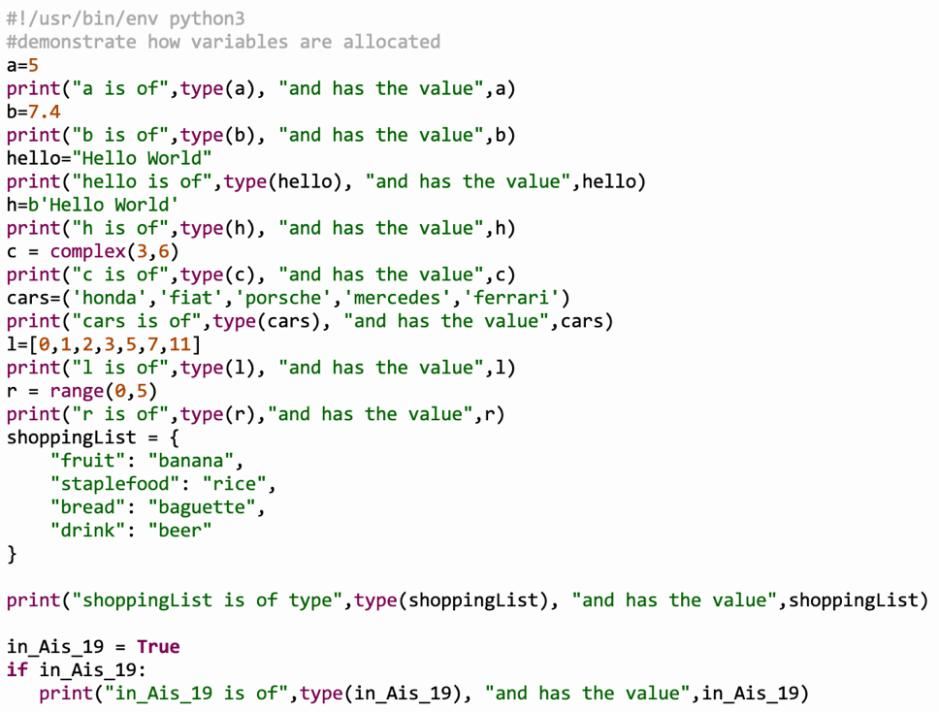 #!/usr/bin/env python3
#demonstrate how variables are allocated
a=5
print("a is of",type(a), "and has the value",a)
b=7.4
print("b is of",type(b), "and has the value",b)
hello="Hello World"
print("hello is of",type(hello), "and has the value",hello)
h=b'Hello World'
print("h is of",type(h), "and has the value",h)
c = complex(3,6)
print("c is of",type(c), "and has the value",c)
cars=('honda','fiat','porsche','mercedes','ferrari')
print("cars is of",type(cars), "and has the value",cars)
l=[0,1,2,3,5,7,11]
print("l is of",type(l), "and has the value",l)
r = range(0,5)
print("r is of",type(r),"and has the value",r)
shoppingList = {
    "fruit": "banana",
    "staplefood": "rice",
    "bread": "baguette",
    "drink": "beer"
}
print("shoppingList is of type",type(shoppingList), "and has the value",shoppingList)
in_Ais_19 = True
if in_Ais_19:
   print("in_Ais_19 is of",type(in_Ais_19), "and has the value",in_Ais_19)